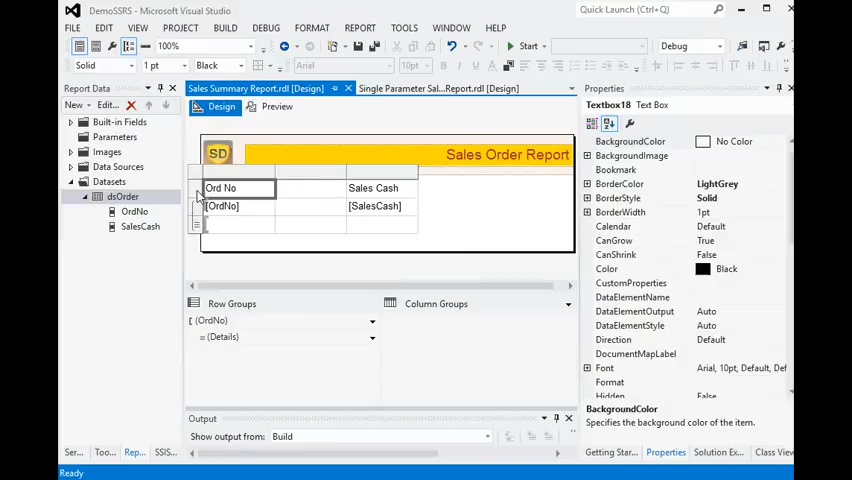 DemoSSRS - Microsoft Visual Studio
Quick Launch (Ctrl+Q)
FILE EDIT VIEW PROJECT BUILD DEBUG FORMAT REPORT TOOLS WINDOW HELP
100% Start Debug
Solid 1 pt Black Arial 10pt
Report Data
Sales Summary Report.rdl [Design] Single Parameter Sal...Report.rdl [Design]
Properties
New Edit...
Design Preview
Textbox18 Text Box
Built-in Fields
Parameters
Images
Data Sources
Datasets
dsOrder
OrdNo
SalesCash
SD Sales Order Report
Ord No Sales Cash
[OrdNo] [SalesCash]
Row Groups Column Groups
[ (OrdNo)
= (Details)
BackgroundColor No Color
BackgroundImage
Bookmark
BorderColor LightGrey
BorderStyle Solid
BorderWidth 1pt
Calendar Default
CanGrow True
CanShrink False
Color Black
CustomProperties
DataElementName
DataElementOutput Auto
DataElementStyle Auto
Direction Default
DocumentMapLabel
Font Arial, 10pt, Default, Def
Format
Hidden False
BackgroundColor
Specifies the background color of the item.
Output
Show output from: Build
Ser... Too... Rep... SSIS...
Getting Star... Properties Solution Ex... Class View
Ready